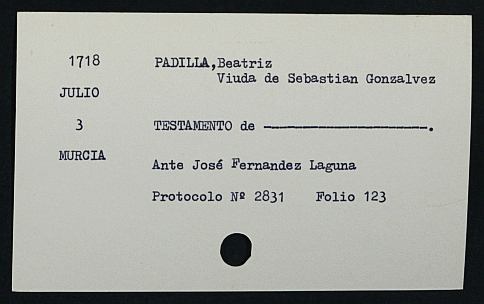 1718
PADILLA,Beatriz
Viuda de Sebastian Gonzalvez
JULIO
3
TESTAMENTO de ————————————————.
MURCIA
Ante José Fernandez Laguna
Protocolo Nº 2831 Folio 123